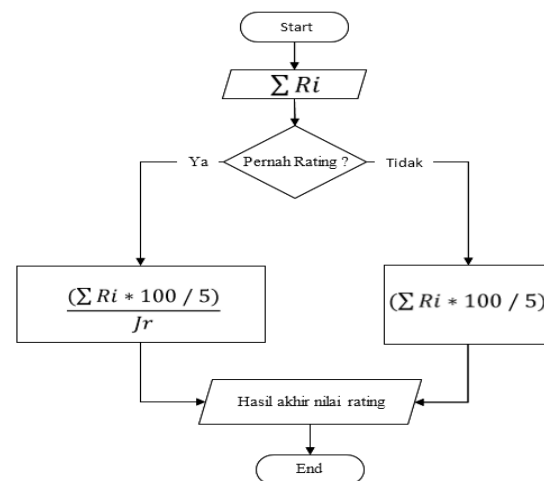 Start
∑ Ri
Pernah Rating ?
Ya
Tidak
(∑ Ri * 100 / 5)
Jr
(∑ Ri * 100 / 5)
Hasil akhir nilai rating
End